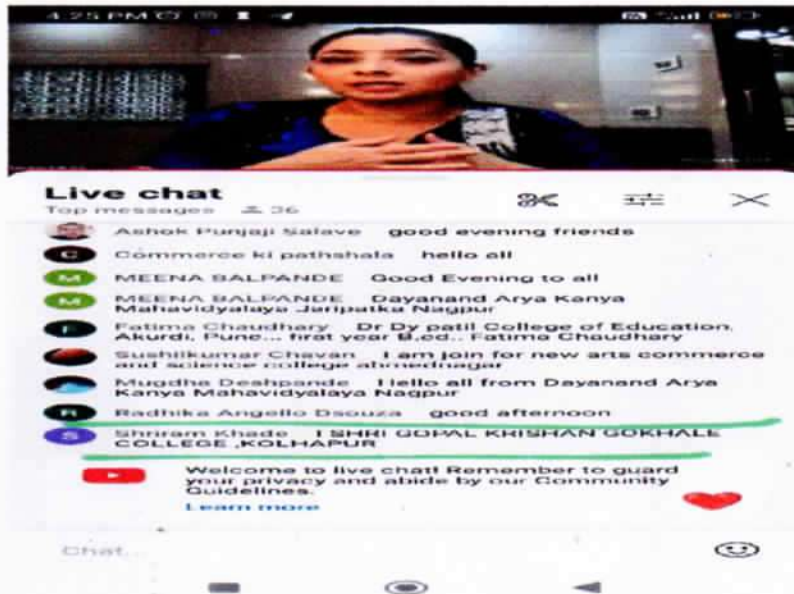 4:25 PM
Live chat
Top messages 36
Ashok Punjaji Salave good evening friends
C Commerce ki pathshala hello all
M MEENA BALPANDE Good Evening to all
M MEENA BALPANDE Dayanand Arya Kanya
Mahavidyalaya Jaripatka Nagpur
F Fatima Chaudhary Dr Dy patil College of Education,
Akurdi, Pune... first year B.ed.. Fatima Chaudhary
Sushilkumar Chavan I am join for new arts commerce
and science college ahmednagar
Mugdha Deshpande Hello all from Dayanand Arya
Kanya Mahavidyalaya Nagpur
R Radhika Angello Dsouza good afternoon
S Shriram Khade I SHRI GOPAL KRISHAN GOKHALE
COLLEGE ,KOLHAPUR
Welcome to live chat! Remember to guard
your privacy and abide by our Community
Guidelines.
Learn more
Chat...